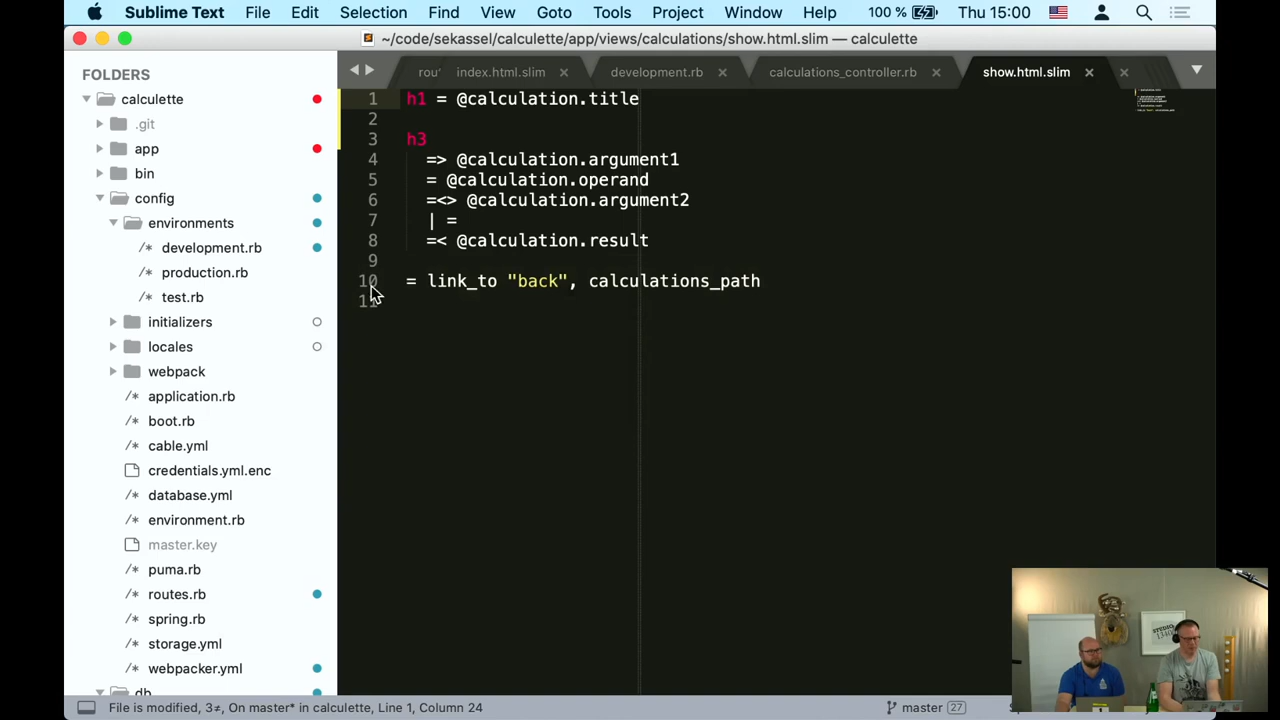 Sublime Text File Edit Selection Find View Goto Tools Project Window Help 100 % Thu 15:00
~/code/sekassel/calculette/app/views/calculations/show.html.slim — calculette
FOLDERS
calculette
.git
app
bin
config
environments
/* development.rb
/* production.rb
/* test.rb
initializers
locales
webpack
/* application.rb
/* boot.rb
/* cable.yml
credentials.yml.enc
/* database.yml
/* environment.rb
master.key
/* puma.rb
/* routes.rb
/* spring.rb
/* storage.yml
/* webpacker.yml
db
rou index.html.slim development.rb calculations_controller.rb show.html.slim
1 h1 = @calculation.title
2
3 h3
4 => @calculation.argument1
5 = @calculation.operand
6 =<> @calculation.argument2
7 | =
8 =< @calculation.result
9
10 = link_to "back", calculations_path
11
STUDIO
1340
File is modified, 3≠, On master* in calculette, Line 1, Column 24 master 27